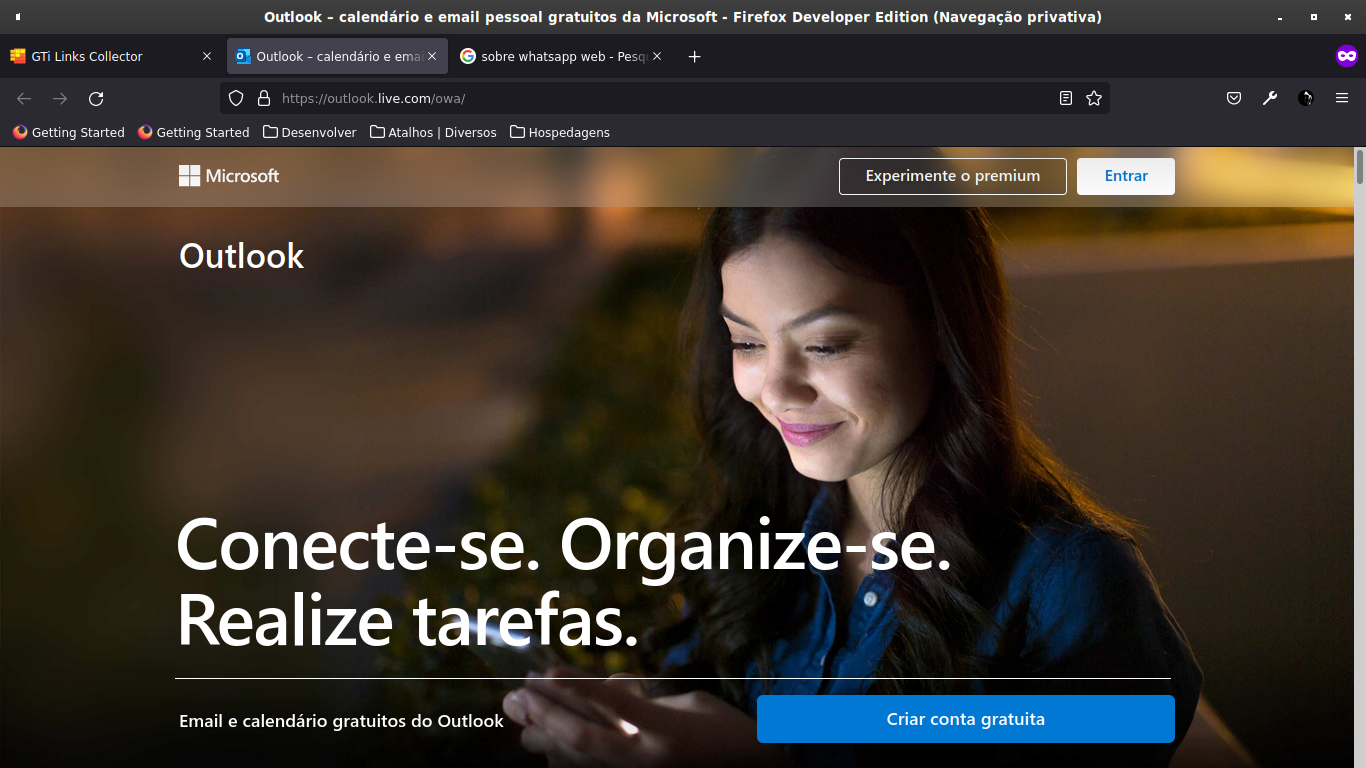 Outlook – calendário e email pessoal gratuitos da Microsoft - Firefox Developer Edition (Navegação privativa)
GTi Links Collector
Outlook – calendário e emai
sobre whatsapp web - Pesqu
https://outlook.live.com/owa/
Getting Started
Getting Started
Desenvolver
Atalhos | Diversos
Hospedagens
Microsoft
Experimente o premium
Entrar
Outlook
Conecte-se. Organize-se.
Realize tarefas.
Email e calendário gratuitos do Outlook
Criar conta gratuita